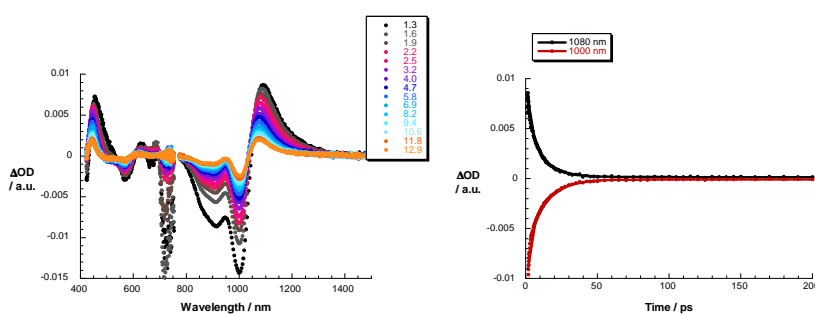 1.3
1.6
1.9
2.2
2.5
3.2
4.0
4.7
5.8
6.9
8.2
9.4
10.6
11.8
12.9
0.01
0.005
0
-0.005
-0.01
-0.015
ΔOD
/ a.u.
400 600 800 1000 1200 1400
Wavelength / nm
1080 nm
1000 nm
0.01
0.005
0
-0.005
-0.01
ΔOD
/ a.u.
0 50 100 150 200
Time / ps